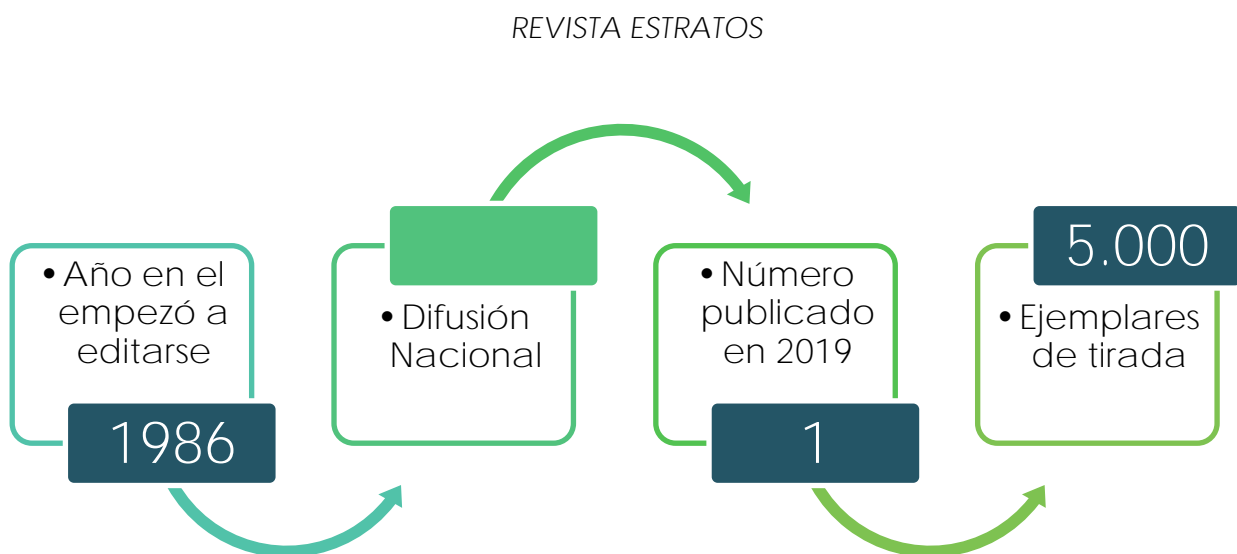 REVISTA ESTRATOS
• Año en el
empezó a
editarse
1986
• Difusión
Nacional
• Número
publicado
en 2019
1
5.000
• Ejemplares
de tirada